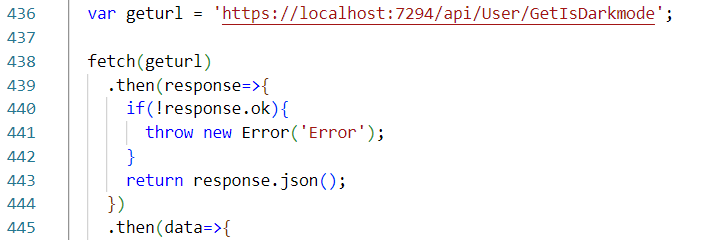 436 var geturl = 'https://localhost:7294/api/User/GetIsDarkmode';
437
438 fetch(geturl)
439 .then(response=>{
440 if(!response.ok){
441 throw new Error('Error');
442 }
443 return response.json();
444 })
445 .then(data=>{